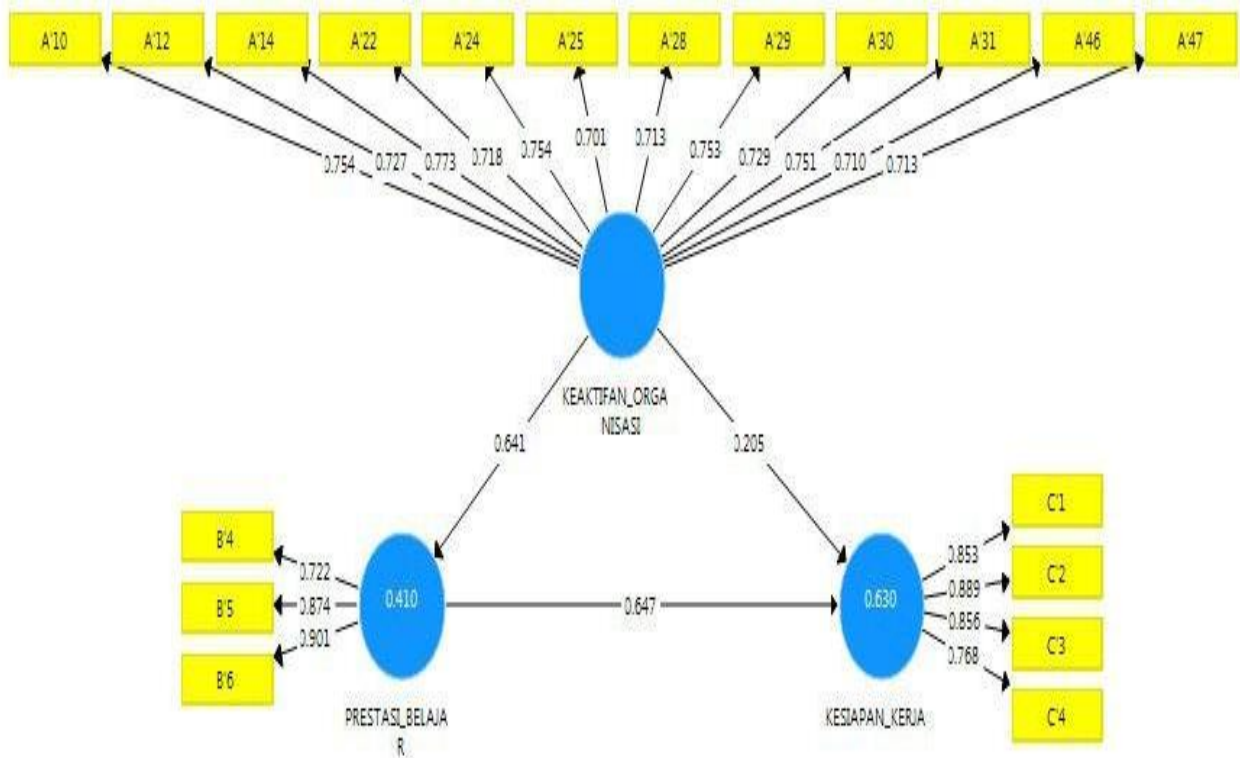 A'10 A'12 A'14 A'22 A'24 A'25 A'28 A'29 A'30 A'31 A'46 A'47
0.754 0.727 0.773 0.718 0.754 0.701 0.713 0.753 0.729 0.751 0.710 0.713
KEAKTIFAN_ORGA
NISASI
0.641 0.205
B'4
B'5
B'6
0.722
0.874
0.901
0.410
PRESTASI_BELAJA
R
0.647
0.630
KESIAPAN_KERJA
0.853
0.889
0.856
0.768
C'1
C'2
C'3
C'4